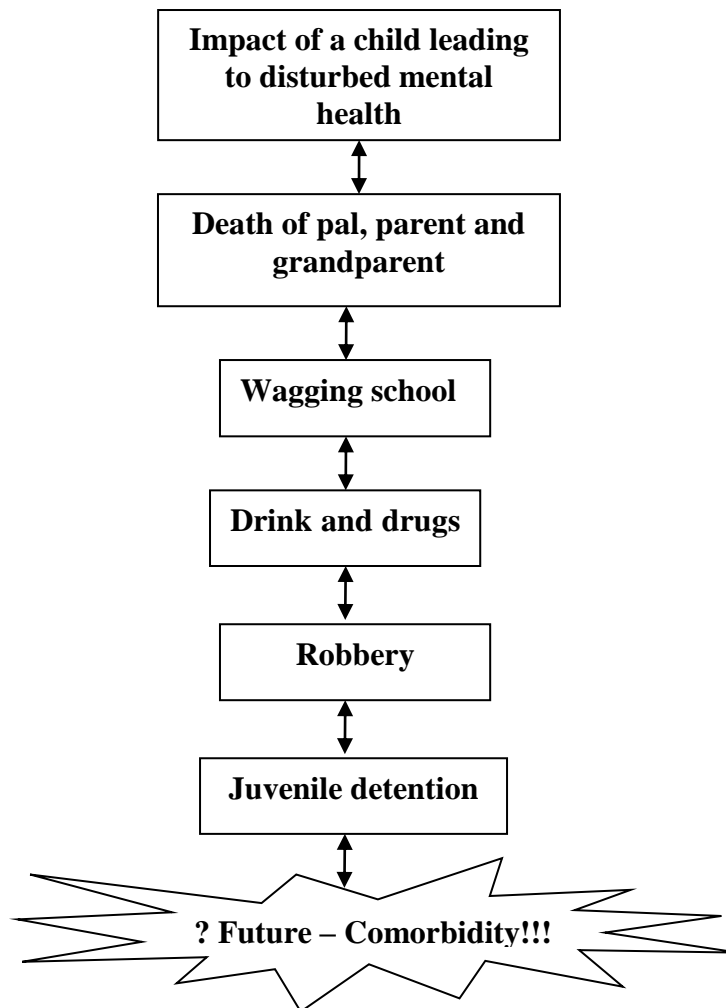 Impact of a child leading
to disturbed mental
health
Death of pal, parent and
grandparent
Wagging school
Drink and drugs
Robbery
Juvenile detention
? Future – Comorbidity!!!